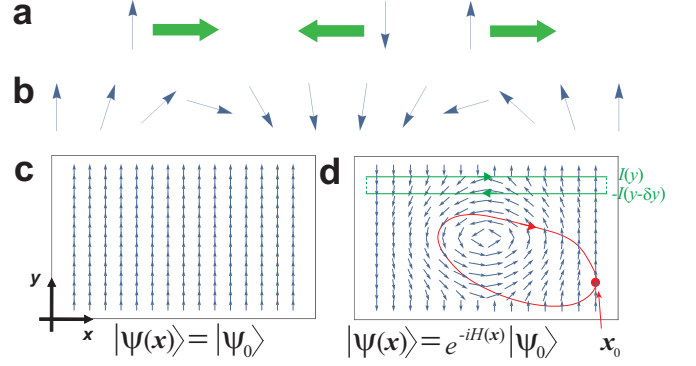 a
b
c
d
I(y)
-I(y-δy)
y
x
|Ψ(x)⟩=|Ψ₀⟩
|Ψ(x)⟩=e^{-iH(x)}|Ψ₀⟩
x₀